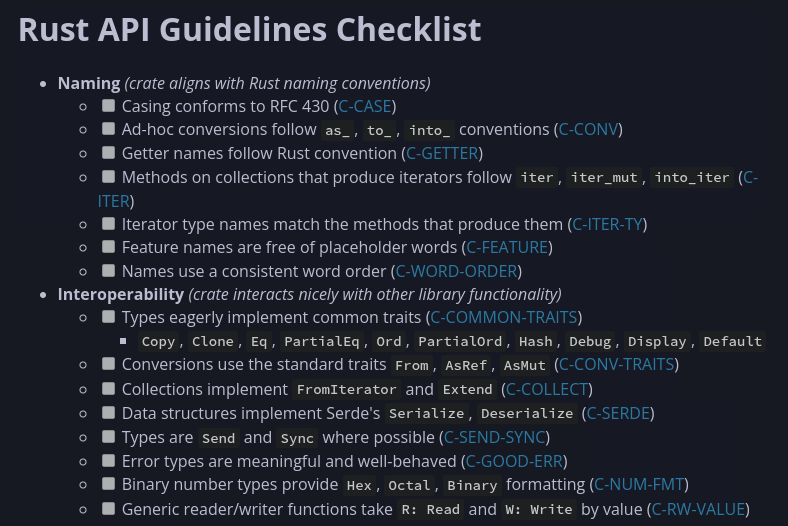 Rust API Guidelines Checklist
Naming (crate aligns with Rust naming conventions)
Casing conforms to RFC 430 (C-CASE)
Ad-hoc conversions follow as_, to_, into_ conventions (C-CONV)
Getter names follow Rust convention (C-GETTER)
Methods on collections that produce iterators follow iter, iter_mut, into_iter (C-
ITER)
Iterator type names match the methods that produce them (C-ITER-TY)
Feature names are free of placeholder words (C-FEATURE)
Names use a consistent word order (C-WORD-ORDER)
Interoperability (crate interacts nicely with other library functionality)
Types eagerly implement common traits (C-COMMON-TRAITS)
Copy, Clone, Eq, PartialEq, Ord, PartialOrd, Hash, Debug, Display, Default
Conversions use the standard traits From, AsRef, AsMut (C-CONV-TRAITS)
Collections implement FromIterator and Extend (C-COLLECT)
Data structures implement Serde's Serialize, Deserialize (C-SERDE)
Types are Send and Sync where possible (C-SEND-SYNC)
Error types are meaningful and well-behaved (C-GOOD-ERR)
Binary number types provide Hex, Octal, Binary formatting (C-NUM-FMT)
Generic reader/writer functions take R: Read and W: Write by value (C-RW-VALUE)